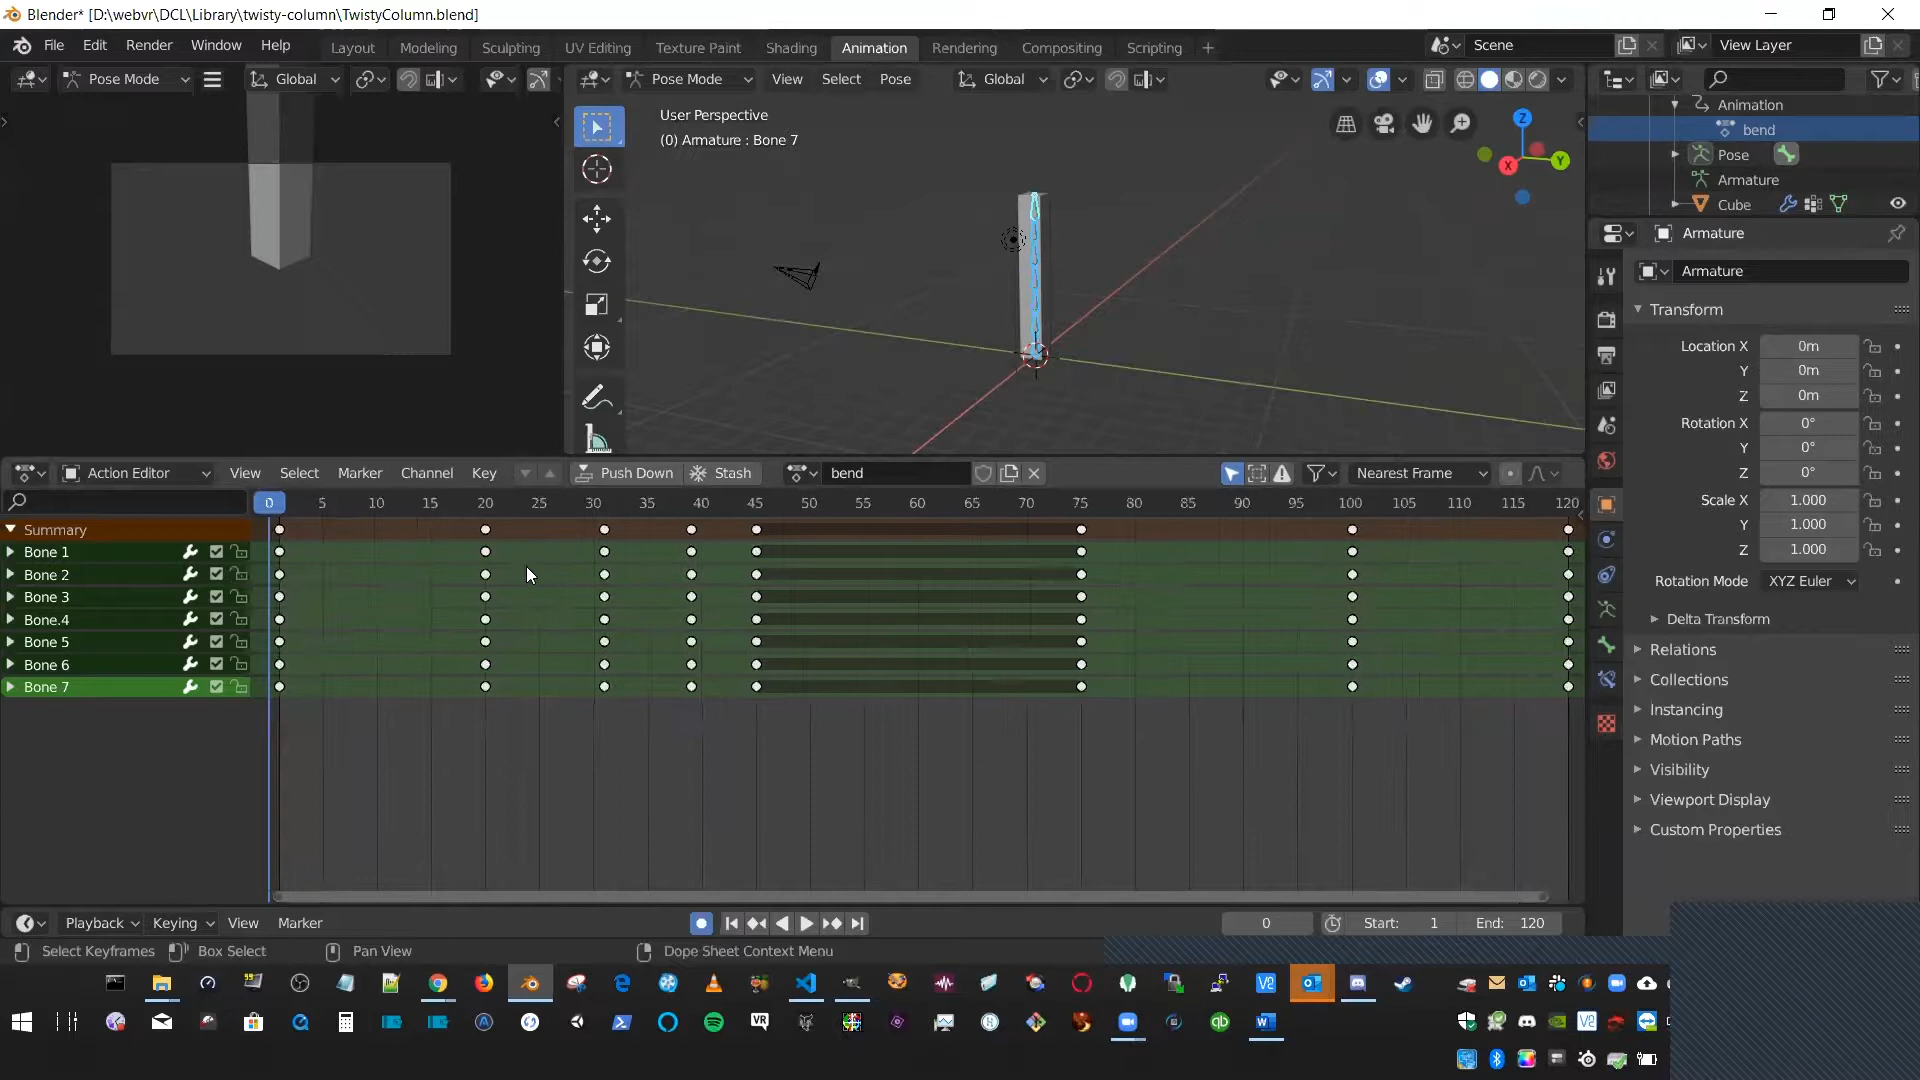 Blender* [D:\webvr\DCL\Library\twisty-column\TwistyColumn.blend]
File Edit Render Window Help Layout Modeling Sculpting UV Editing Texture Paint Shading Animation Rendering Compositing Scripting + Scene View Layer
Pose Mode Global Pose Mode View Select Pose Global
User Perspective
(0) Armature : Bone 7
Z
Y
X
Animation
bend
Pose
Armature
Cube
Armature
Armature
Transform
Location X 0m
Y 0m
Z 0m
Rotation X 0°
Y 0°
Z 0°
Scale X 1.000
Y 1.000
Z 1.000
Rotation Mode XYZ Euler
Delta Transform
Relations
Collections
Instancing
Motion Paths
Visibility
Viewport Display
Custom Properties
Action Editor View Select Marker Channel Key Push Down Stash bend Nearest Frame
0 5 10 15 20 25 30 35 40 45 50 55 60 65 70 75 80 85 90 95 100 105 110 115 120
Summary
Bone 1
Bone 2
Bone 3
Bone.4
Bone 5
Bone 6
Bone 7
Playback Keying View Marker 0 Start: 1 End: 120
Select Keyframes Box Select Pan View Dope Sheet Context Menu
VR
qb